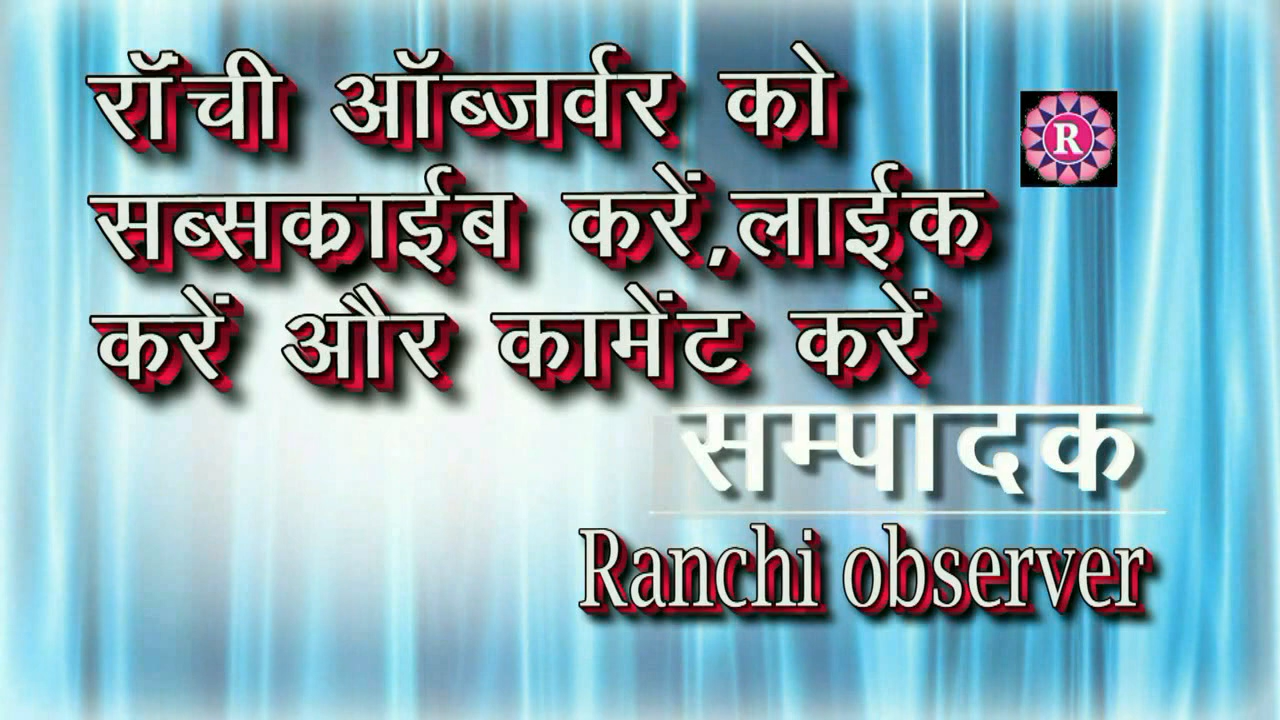 रॉंची ऑब्जर्वर को
सब्सक्राईब करें,लाईक
करें और कामेंट करें
सम्पादक
Ranchi observer
R